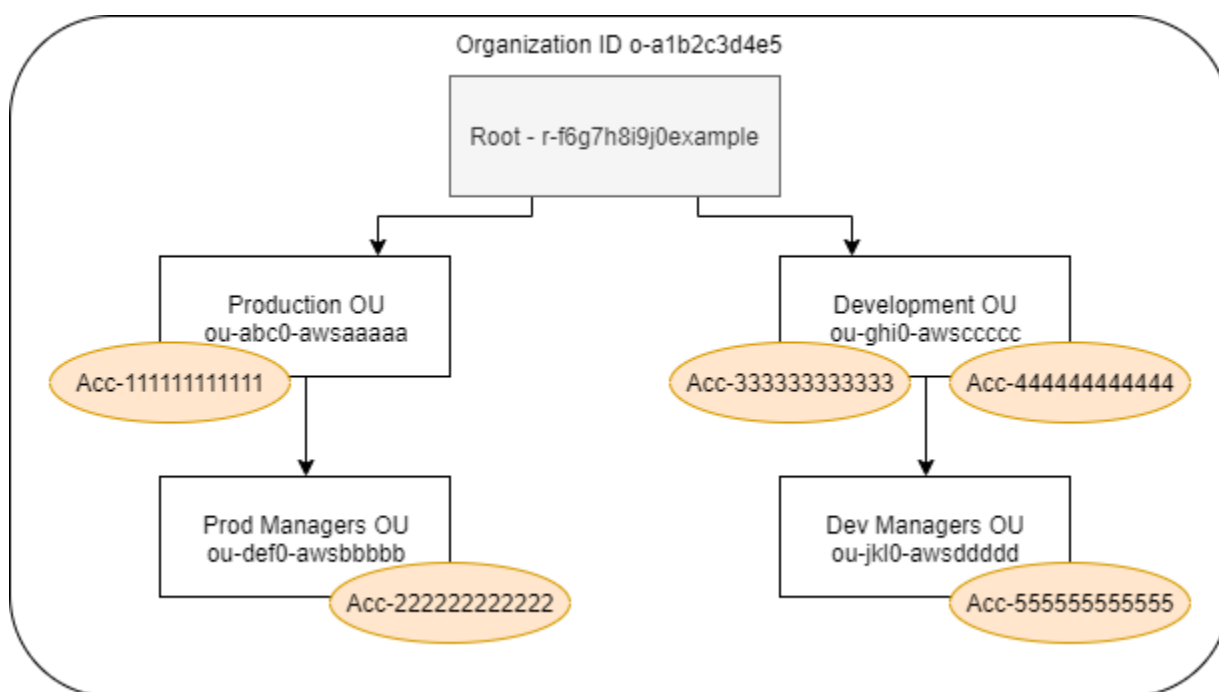 Organization ID o-a1b2c3d4e5
Root - r-f6g7h8i9j0example
Production OU
ou-abc0-awsaaaaa
Acc-111111111111
Development OU
ou-ghi0-awsccccc
Acc-333333333333
Acc-444444444444
Prod Managers OU
ou-def0-awsbbbbb
Acc-222222222222
Dev Managers OU
ou-jkl0-awsddddd
Acc-555555555555